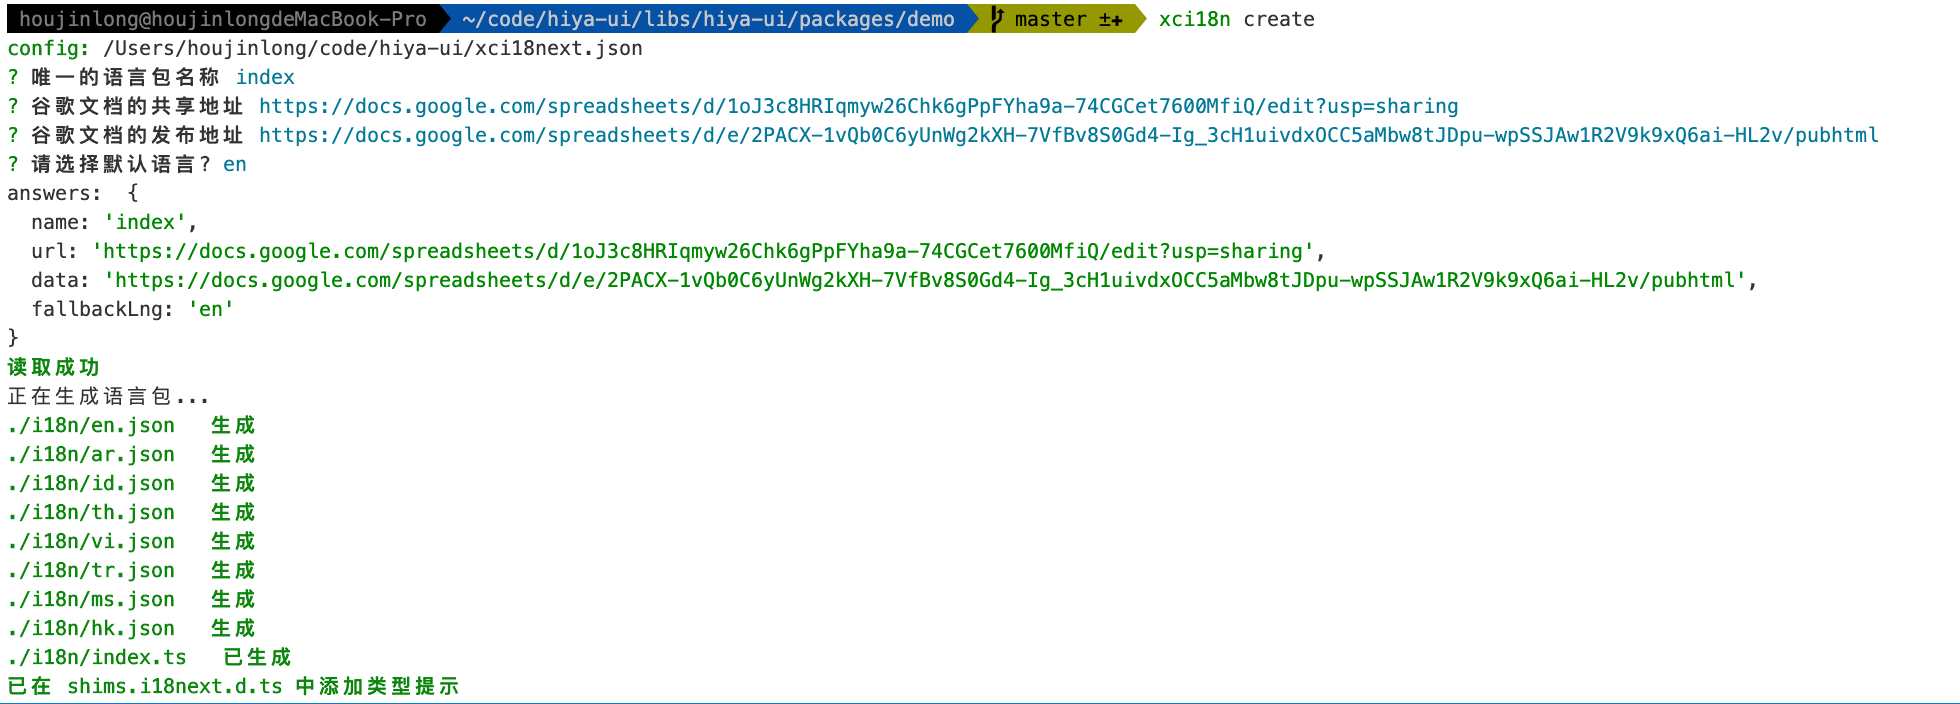 houjinlong@houjinlongdeMacBook-Pro ~/code/hiya-ui/libs/hiya-ui/packages/demo master ±✚ xci18n create
config: /Users/houjinlong/code/hiya-ui/xci18next.json
? 唯一的语言包名称 index
? 谷歌文档的共享地址 https://docs.google.com/spreadsheets/d/1oJ3c8HRIqmyw26Chk6gPpFYha9a-74CGCet7600MfiQ/edit?usp=sharing
? 谷歌文档的发布地址 https://docs.google.com/spreadsheets/d/e/2PACX-1vQb0C6yUnWg2kXH-7VfBv8S0Gd4-Ig_3cH1uivdxOCC5aMbw8tJDpu-wpSSJAw1R2V9k9xQ6ai-HL2v/pubhtml
? 请选择默认语言? en
answers:  {
  name: 'index',
  url: 'https://docs.google.com/spreadsheets/d/1oJ3c8HRIqmyw26Chk6gPpFYha9a-74CGCet7600MfiQ/edit?usp=sharing',
  data: 'https://docs.google.com/spreadsheets/d/e/2PACX-1vQb0C6yUnWg2kXH-7VfBv8S0Gd4-Ig_3cH1uivdxOCC5aMbw8tJDpu-wpSSJAw1R2V9k9xQ6ai-HL2v/pubhtml',
  fallbackLng: 'en'
}
读取成功
正在生成语言包...
./i18n/en.json   生成
./i18n/ar.json   生成
./i18n/id.json   生成
./i18n/th.json   生成
./i18n/vi.json   生成
./i18n/tr.json   生成
./i18n/ms.json   生成
./i18n/hk.json   生成
./i18n/index.ts   已生成
已在 shims.i18next.d.ts 中添加类型提示